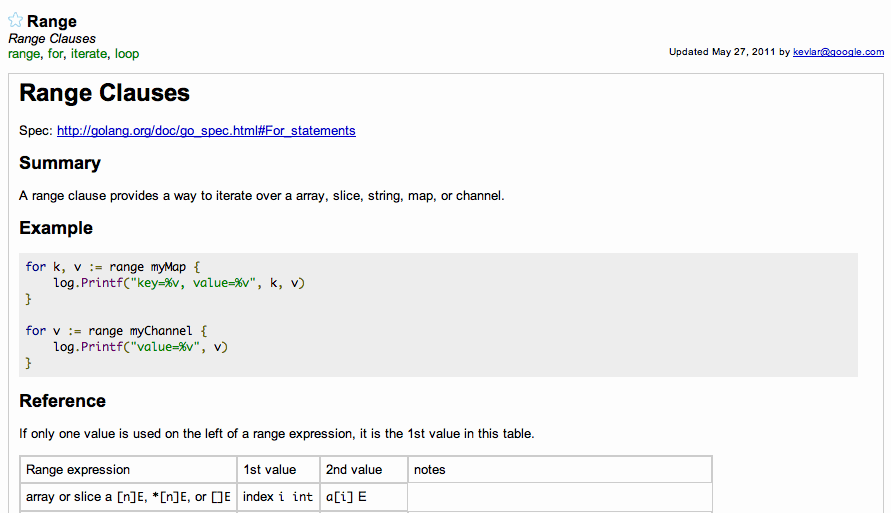 Range
Range Clauses
range, for, iterate, loop
Updated May 27, 2011 by kevlar@google.com
Range Clauses
Spec: http://golang.org/doc/go_spec.html#For_statements
Summary
A range clause provides a way to iterate over a array, slice, string, map, or channel.
Example
for k, v := range myMap {
    log.Printf("key=%v, value=%v", k, v)
}
for v := range myChannel {
    log.Printf("value=%v", v)
}
Reference
If only one value is used on the left of a range expression, it is the 1st value in this table.
Range expression 1st value 2nd value notes
array or slice a [n]E, *[n]E, or []E index i int a[i] E